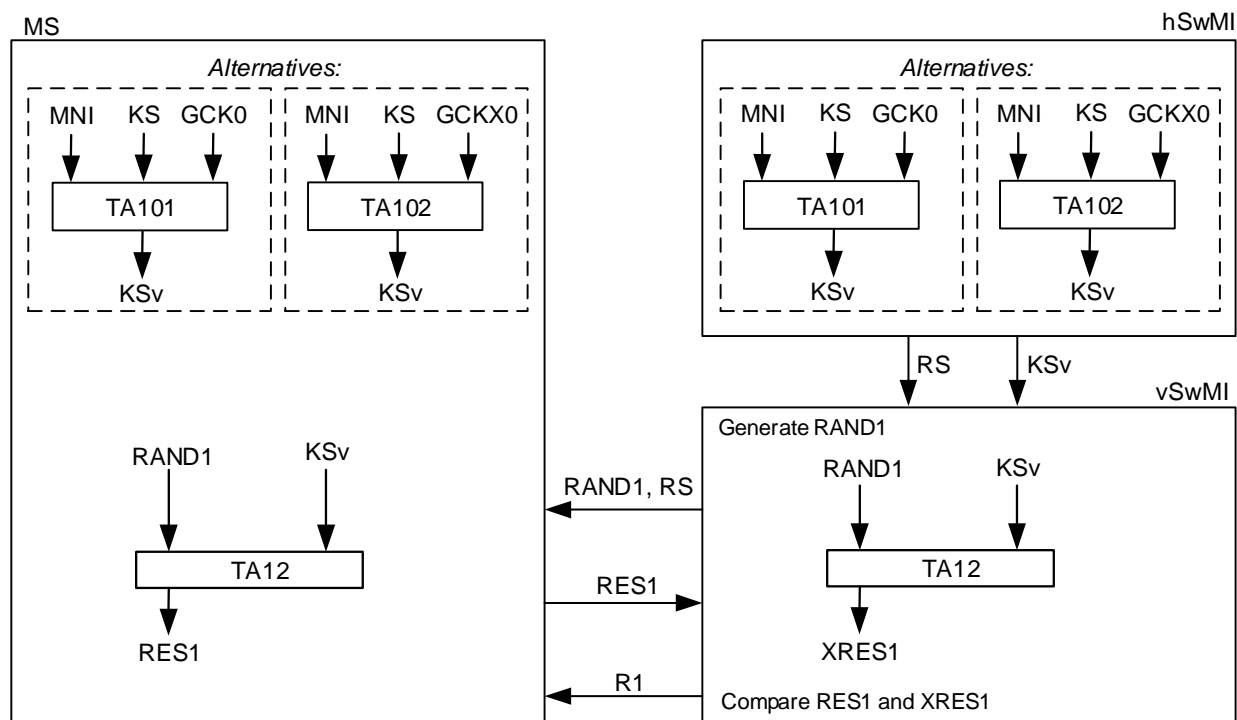 MS
Alternatives:
MNI KS GCK0
TA101
KSv
MNI KS GCKX0
TA102
KSv
RAND1 KSv
TA12
RES1
hSwMI
Alternatives:
MNI KS GCK0
TA101
KSv
MNI KS GCKX0
TA102
KSv
RS KSv
vSwMI
RAND1, RS
RES1
R1
Generate RAND1
RAND1 KSv
TA12
XRES1
Compare RES1 and XRES1